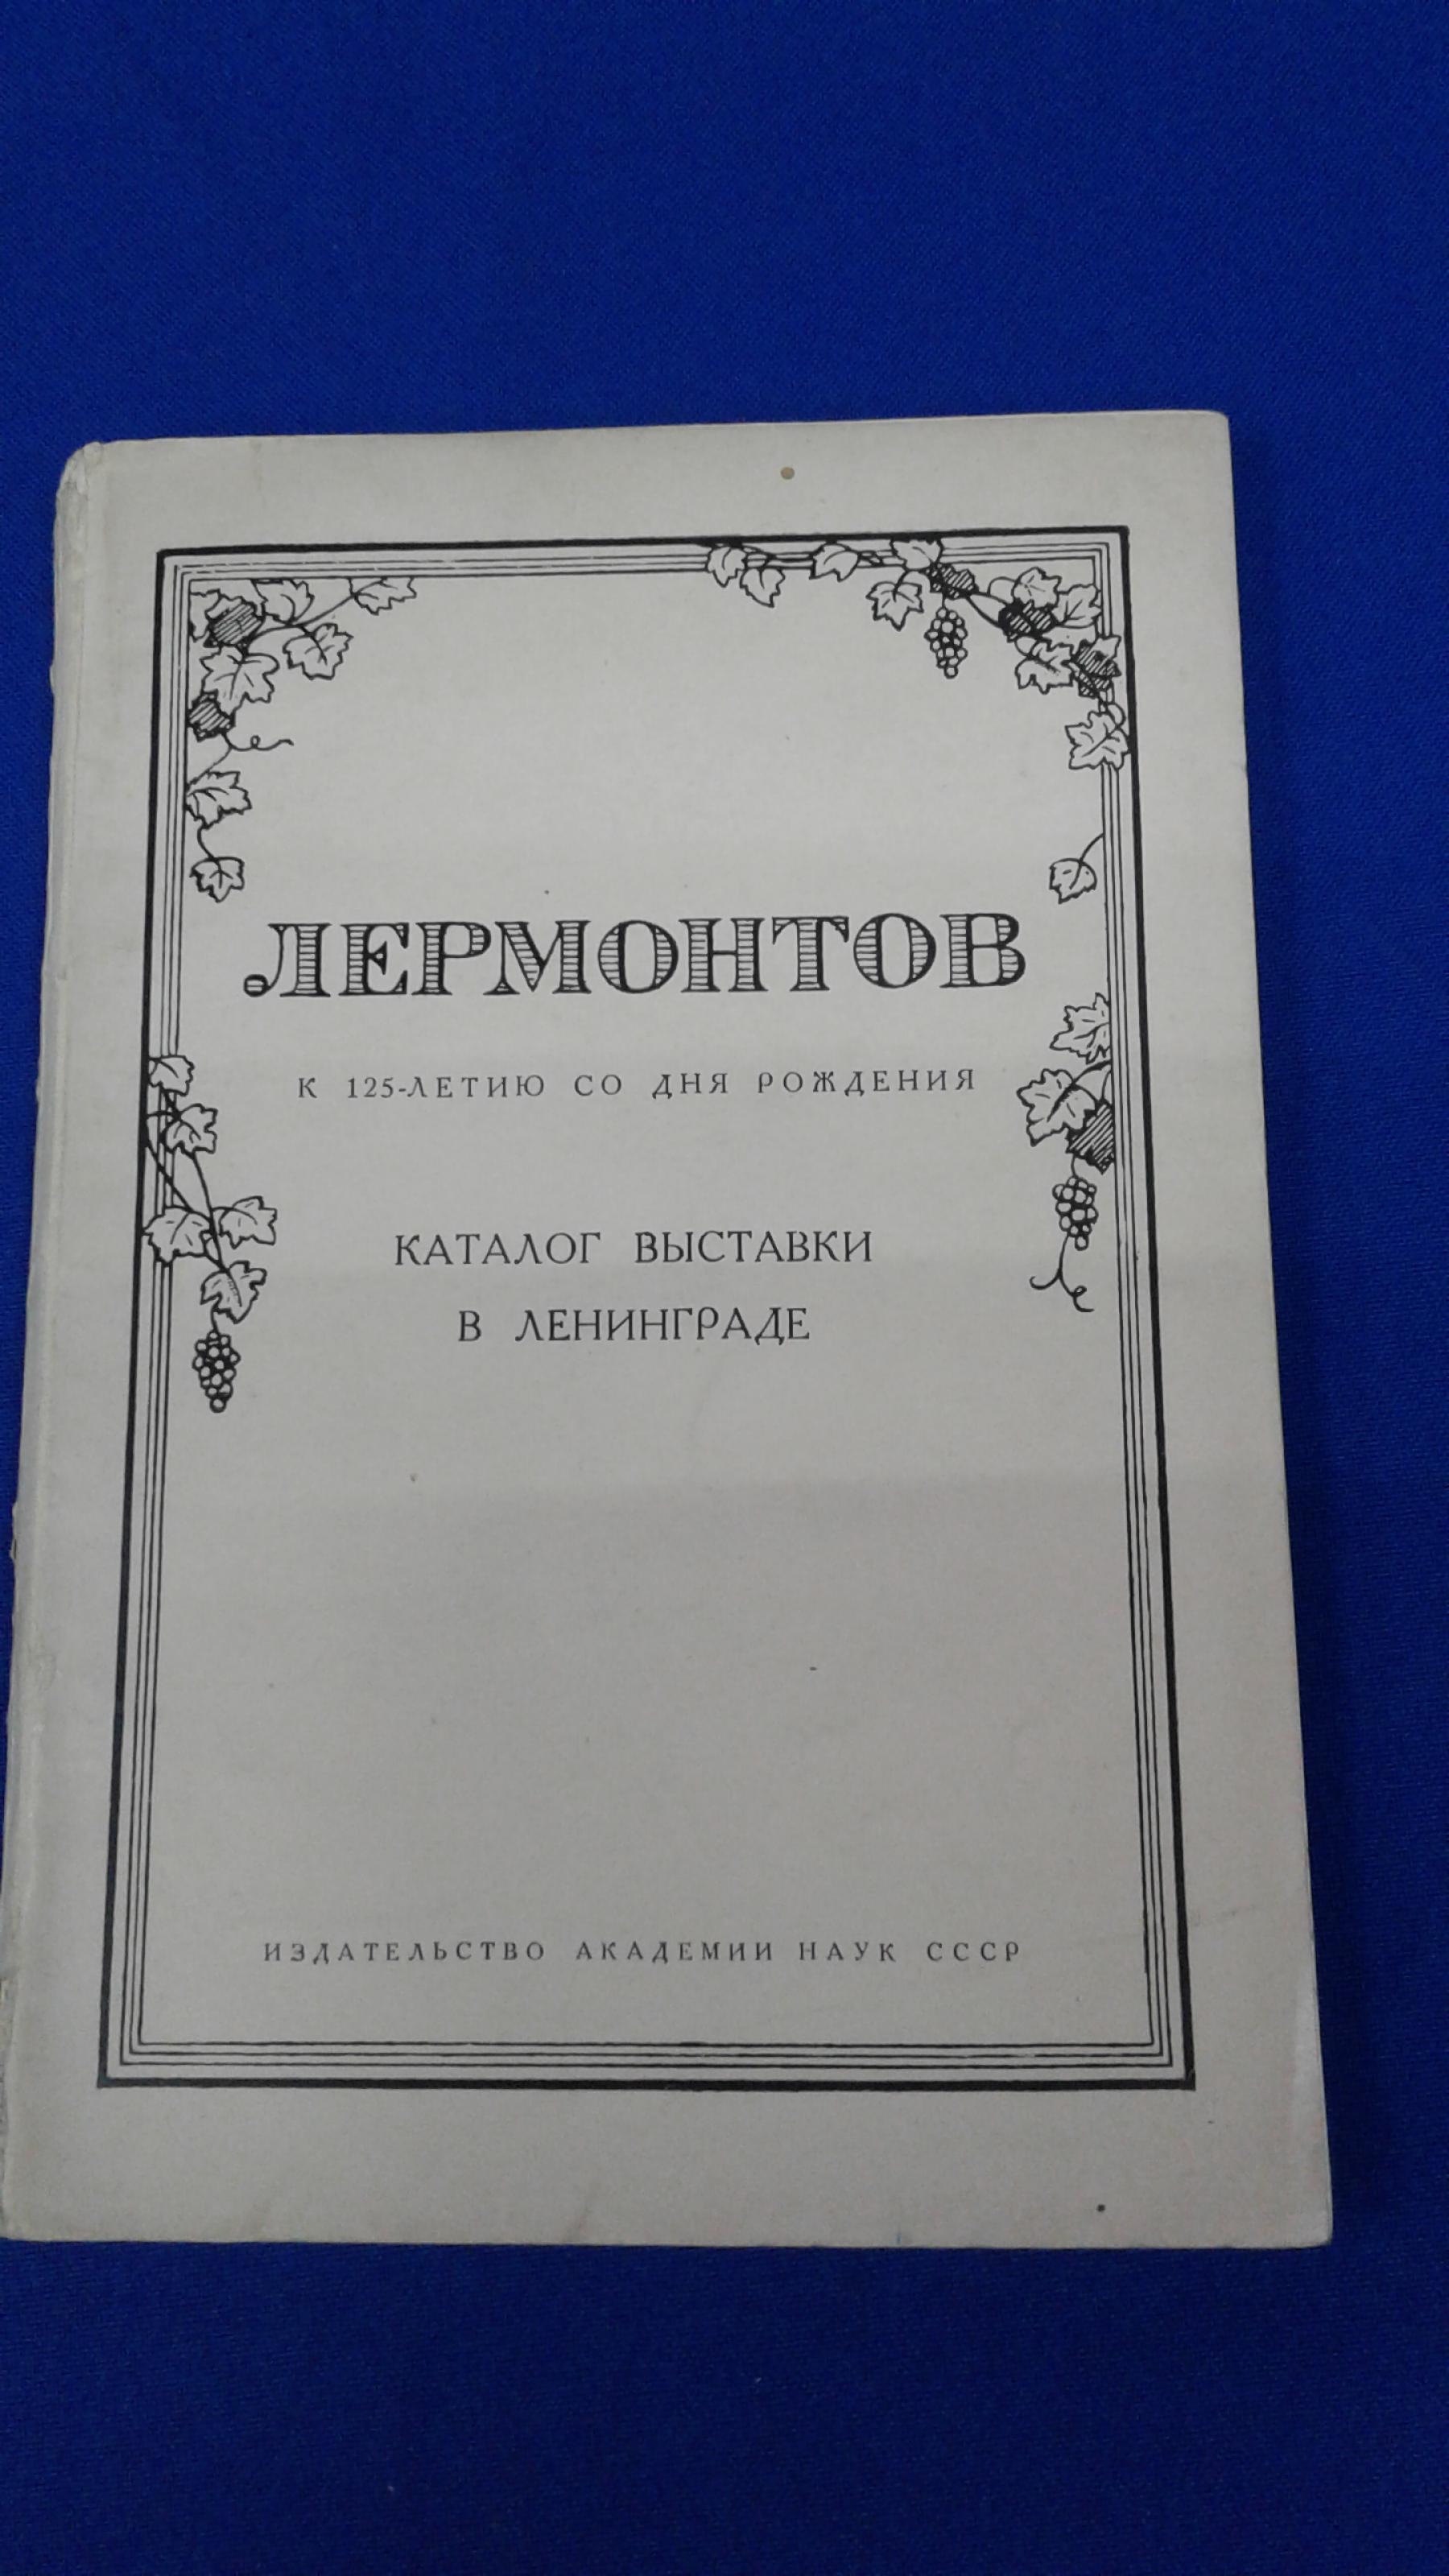 ЛЕРМОНТОВ
К 125-ЛЕТИЮ СО ДНЯ РОЖДЕНИЯ
КАТАЛОГ ВЫСТАВКИ
В ЛЕНИНГРАДЕ
ИЗДАТЕЛЬСТВО АКАДЕМИИ НАУК СССР